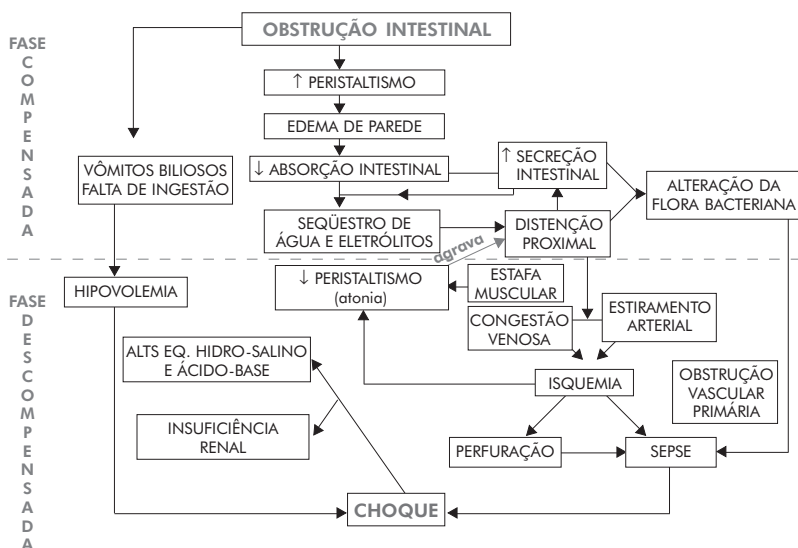 OBSTRUÇÃO INTESTINAL
FASE
C
O
M
P
E
N
S
A
D
A
↑ PERISTALTISMO
EDEMA DE PAREDE
VÔMITOS BILIOSOS
FALTA DE INGESTÃO
↓ ABSORÇÃO INTESTINAL
↑ SECREÇÃO
INTESTINAL
ALTERAÇÃO DA
FLORA BACTERIANA
SEQÜESTRO DE
ÁGUA E ELETRÓLITOS
DISTENÇÃO
PROXIMAL
agrava
FASE
D
E
S
C
O
M
P
E
N
S
A
D
A
HIPOVOLEMIA
↓ PERISTALTISMO
(atonia)
ESTAFA
MUSCULAR
CONGESTÃO
VENOSA
ESTIRAMENTO
ARTERIAL
ALTS EQ. HIDRO-SALINO
E ÁCIDO-BASE
ISQUEMIA
OBSTRUÇÃO
VASCULAR
PRIMÁRIA
INSUFICIÊNCIA
RENAL
PERFURAÇÃO
SEPSE
CHOQUE